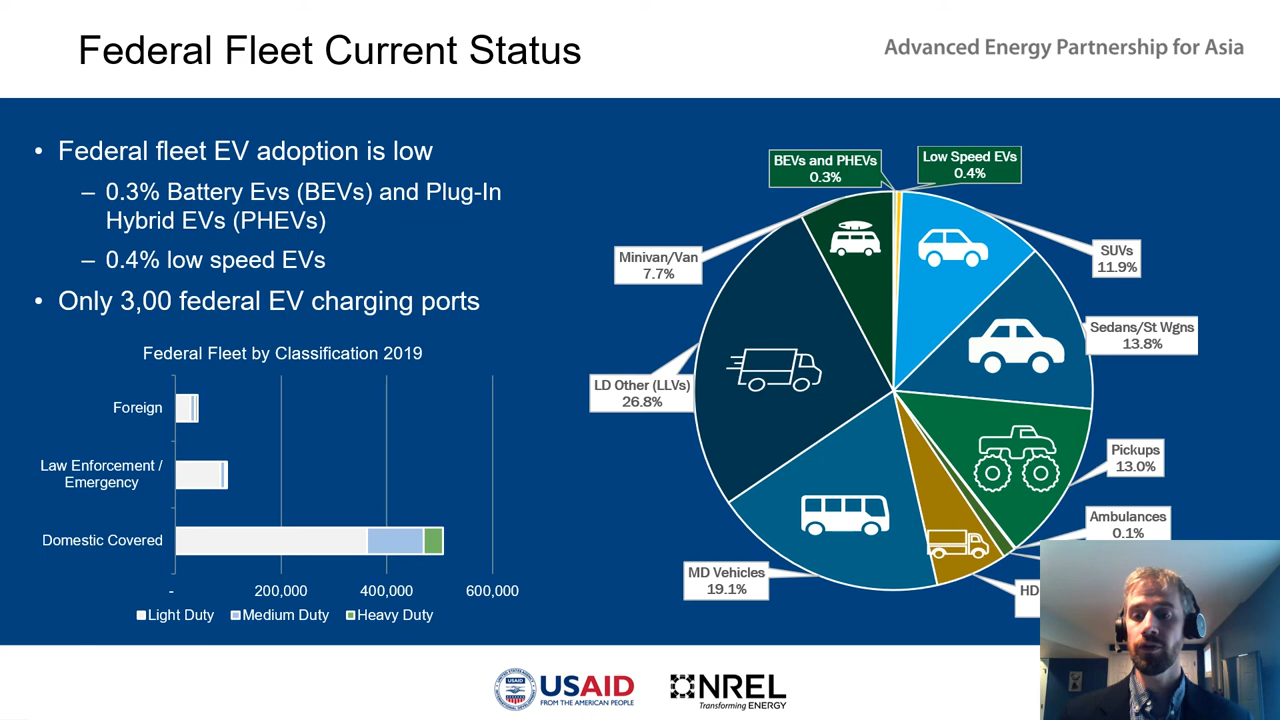 Federal Fleet Current Status
Advanced Energy Partnership for Asia
• Federal fleet EV adoption is low
– 0.3% Battery Evs (BEVs) and Plug-In
Hybrid EVs (PHEVs)
– 0.4% low speed EVs
• Only 3,00 federal EV charging ports
Federal Fleet by Classification 2019
Foreign
Law Enforcement /
Emergency
Domestic Covered
- 200,000 400,000 600,000
Light Duty Medium Duty Heavy Duty
BEVs and PHEVs
0.3%
Low Speed EVs
0.4%
SUVs
11.9%
Sedans/St Wgns
13.8%
Pickups
13.0%
Ambulances
0.1%
HD
MD Vehicles
19.1%
LD Other (LLVs)
26.8%
Minivan/Van
7.7%
USAID
FROM THE AMERICAN PEOPLE
NREL
Transforming ENERGY